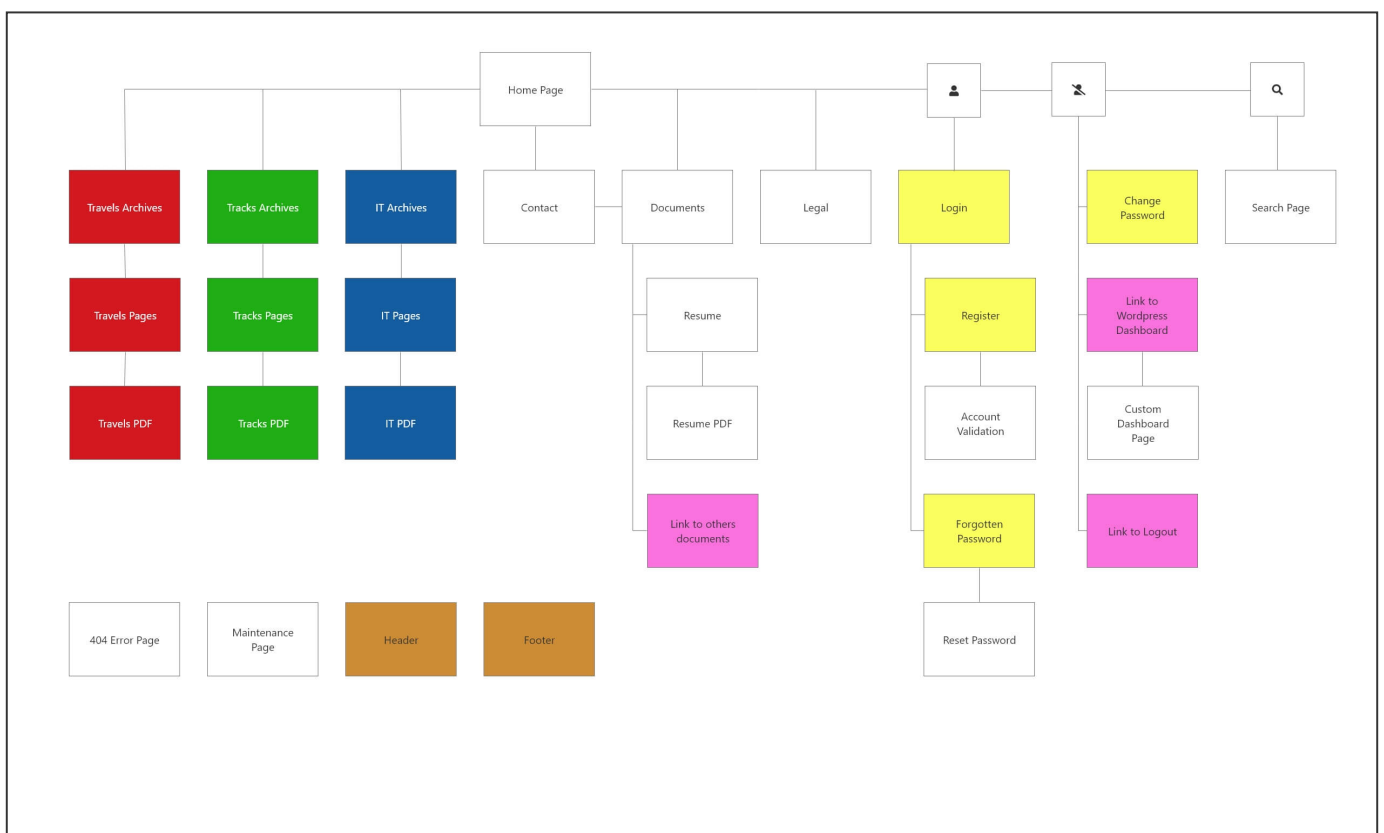 Home Page
Travels Archives
Tracks Archives
IT Archives
Contact
Documents
Legal
Login
Change
Password
Search Page
Travels Pages
Tracks Pages
IT Pages
Resume
Register
Link to
Wordpress
Dashboard
Travels PDF
Tracks PDF
IT PDF
Resume PDF
Account
Validation
Custom
Dashboard
Page
Link to others
documents
Forgotten
Password
Link to Logout
404 Error Page
Maintenance
Page
Header
Footer
Reset Password